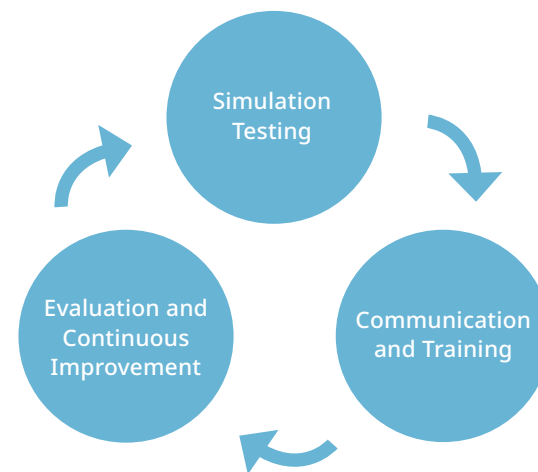 Simulation
Testing
Communication
and Training
Evaluation and
Continuous
Improvement